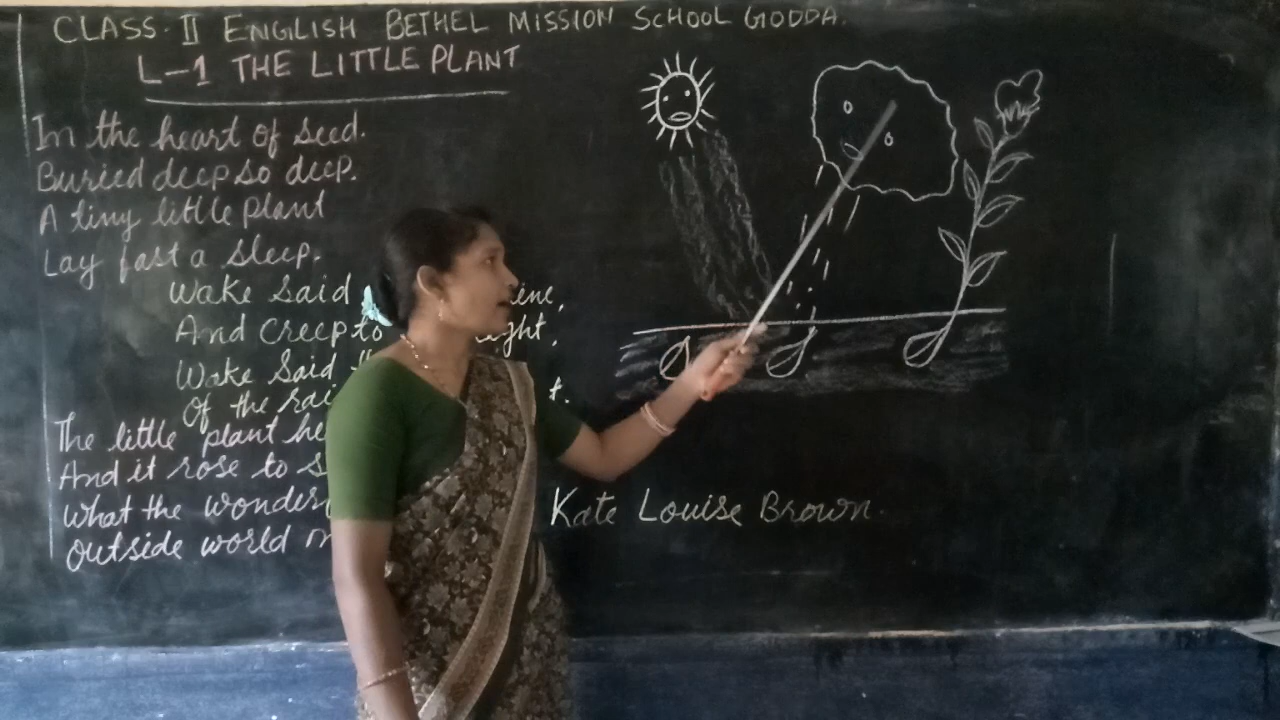 CLASS-II ENGLISH BETHEL MISSION SCHOOL GODDA.
L-1 THE LITTLE PLANT
In the heart of seed.
Buried deep so deep.
A tiny little plant
Lay fast a sleep.
Wake said
And creep to
Wake said
Of the rai
The little plant he
And it rose to s
What the wonder
Outside world
Kate Louise Brown.